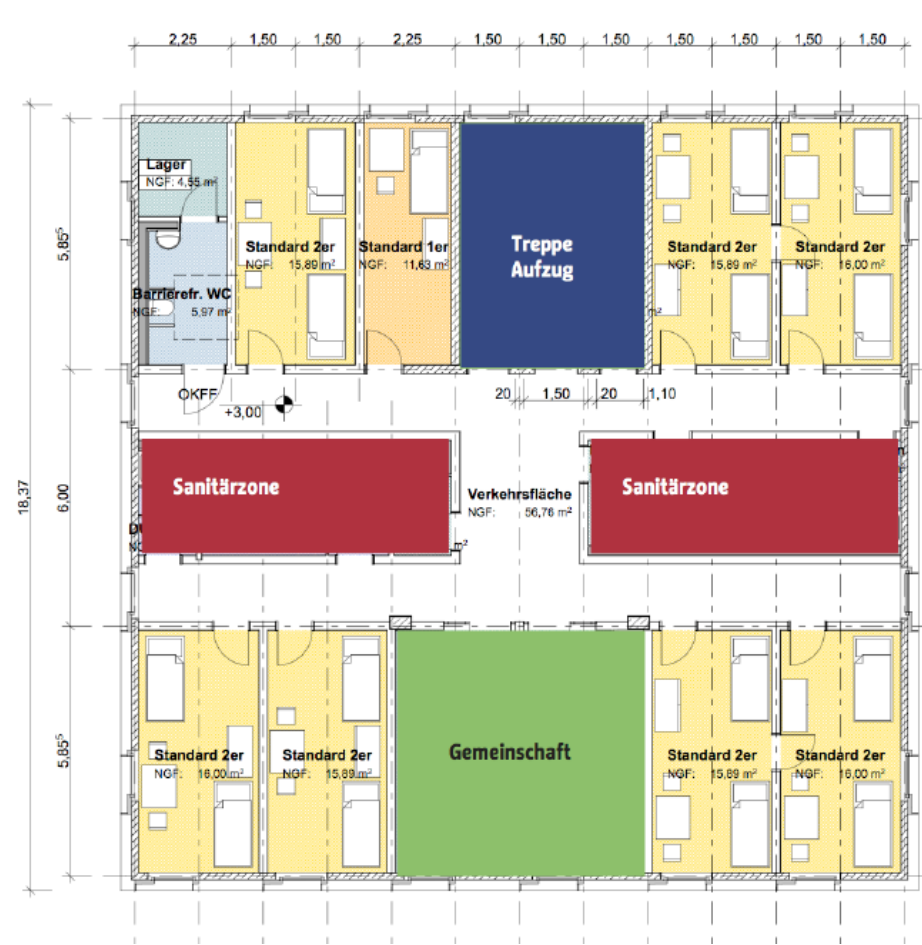 2,25 1,50 1,50 2,25 1,50 1,50 1,50 1,50 1,50 1,50 1,50
Lager
NGF: 4,55 m²
Standard 2er
NGF: 15,89 m²
Standard 1er
NGF: 11,63 m²
Treppe
Aufzug
Standard 2er
NGF: 15,89 m²
Standard 2er
NGF: 16,00 m²
Barrierefr. WC
NGF: 5,97 m²
m²
5,85⁵
OKFF
+3,00
20 1,50 20 1,10
18,37
6,00
Sanitärzone
Verkehrsfläche
NGF: 56,76 m²
Sanitärzone
m²
5,85⁵
Standard 2er
NGF: 16,00 m²
Standard 2er
NGF: 15,89 m²
Gemeinschaft
Standard 2er
NGF: 15,89 m²
Standard 2er
NGF: 16,00 m²